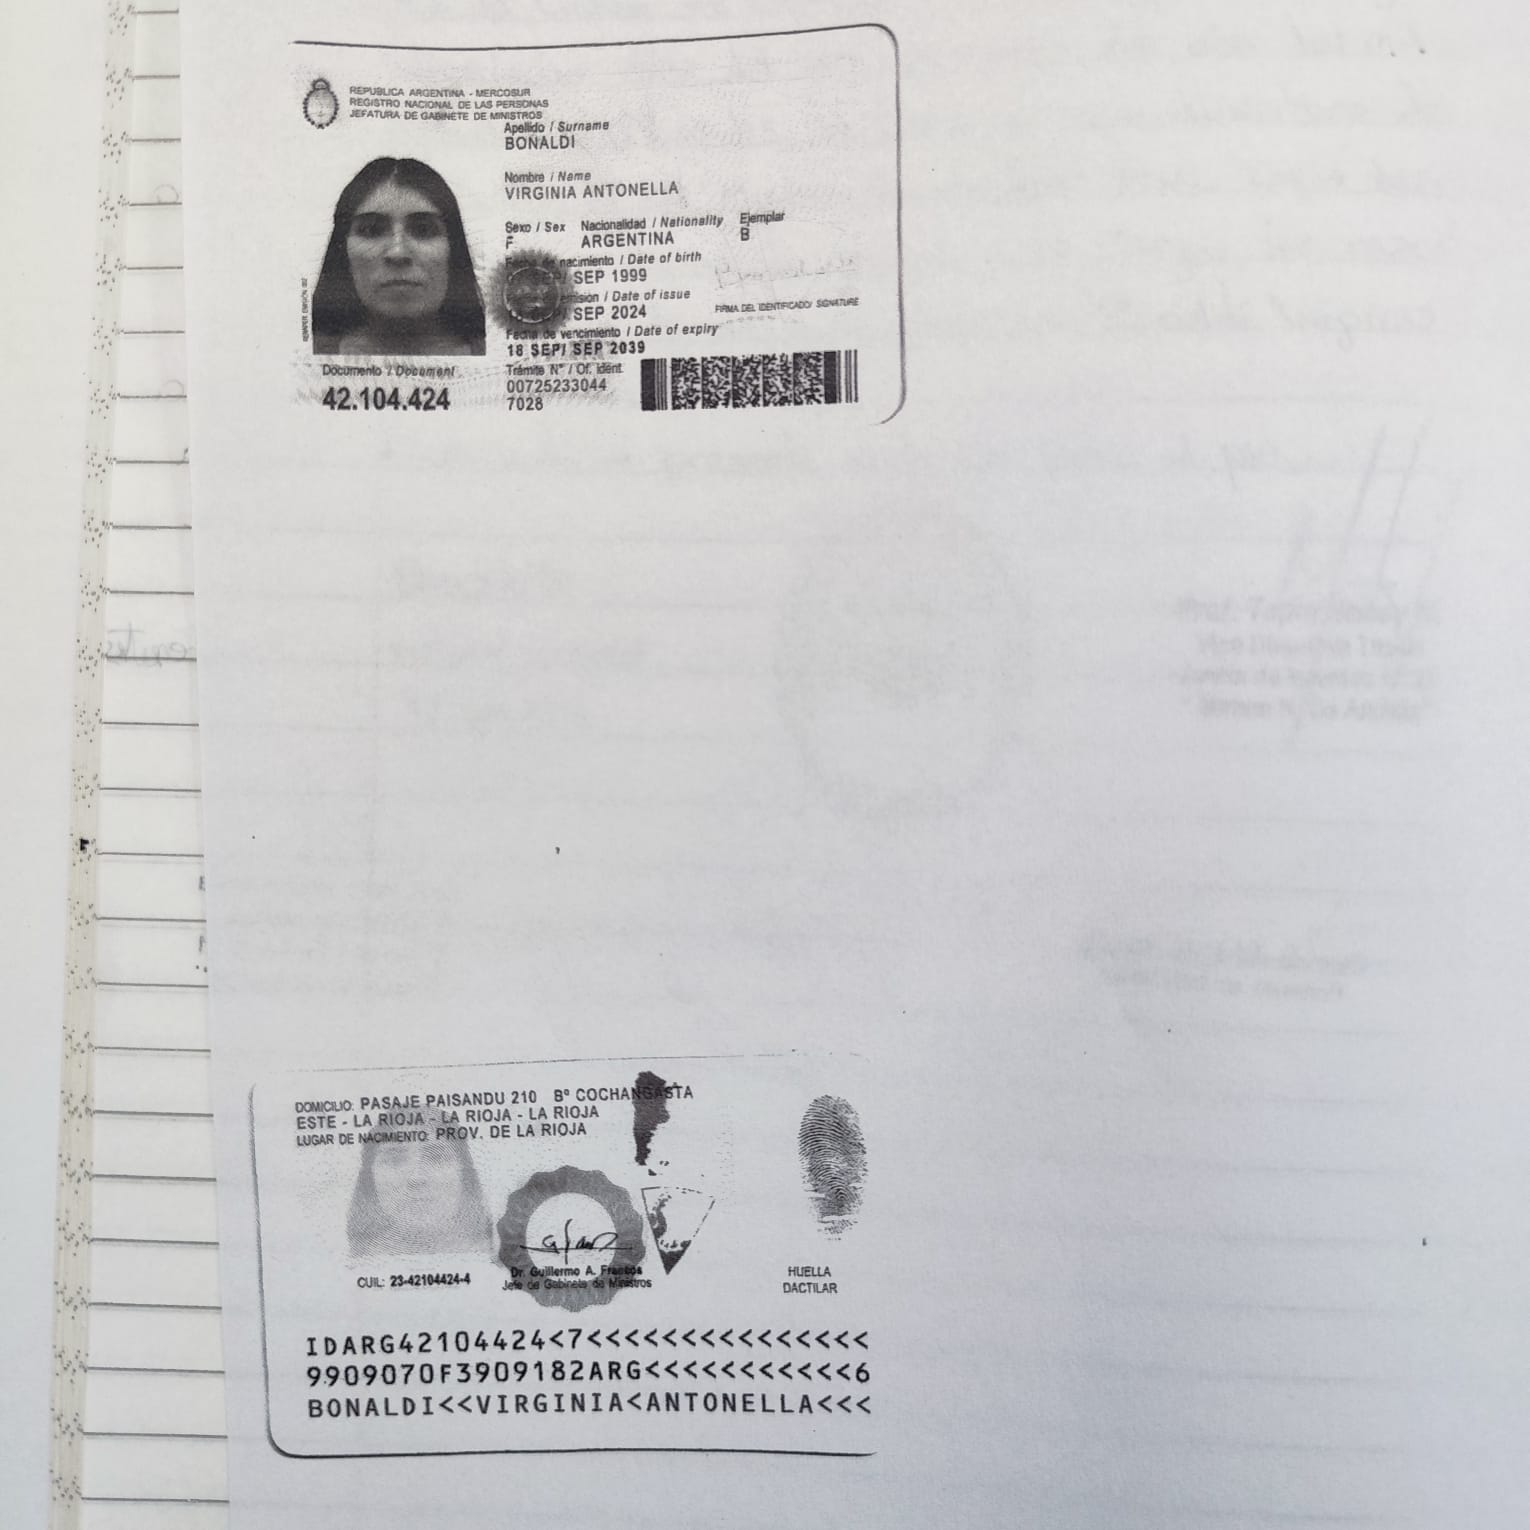 REPUBLICA ARGENTINA - MERCOSUR
REGISTRO NACIONAL DE LAS PERSONAS
JEFATURA DE GABINETE DE MINISTROS
Apellido / Surname
BONALDI
Nombre / Name
VIRGINIA ANTONELLA
Sexo / Sex Nacionalidad / Nationality Ejemplar
F ARGENTINA B
Fecha de nacimiento / Date of birth
SEP 1999
emisión / Date of issue
SEP 2024
FIRMA DEL IDENTIFICADO/ SIGNATURE
Fecha de vencimiento / Date of expiry
18 SEP/ SEP 2039
Documento / Document
42.104.424
Trámite N° / Of. ident.
00725233044
7028
DOMICILIO: PASAJE PAISANDU 210 Bº COCHANGASTA
ESTE - LA RIOJA - LA RIOJA - LA RIOJA
LUGAR DE NACIMIENTO: PROV. DE LA RIOJA
CUIL: 23-42104424-4
Dr. Guillermo A. Francos
Jefe de Gabinete de Ministros
HUELLA
DACTILAR
IDARG42104424<7<<<<<<<<<<<<<<<
9909070F3909182ARG<<<<<<<<<<<6
BONALDI<<VIRGINIA<ANTONELLA<<<